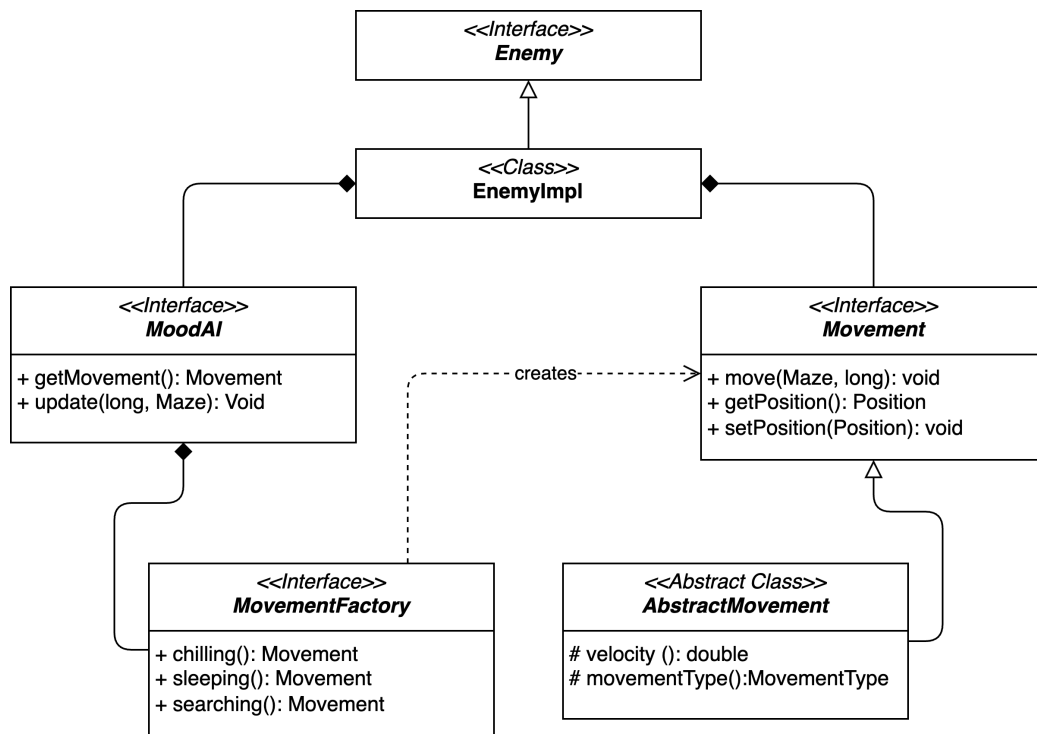 <<Interface>>
Enemy
<<Class>>
EnemyImpl
<<Interface>>
MoodAI
+ getMovement(): Movement
+ update(long, Maze): Void
<<Interface>>
Movement
+ move(Maze, long): void
+ getPosition(): Position
+ setPosition(Position): void
creates
<<Interface>>
MovementFactory
+ chilling(): Movement
+ sleeping(): Movement
+ searching(): Movement
<<Abstract Class>>
AbstractMovement
# velocity (): double
# movementType():MovementType